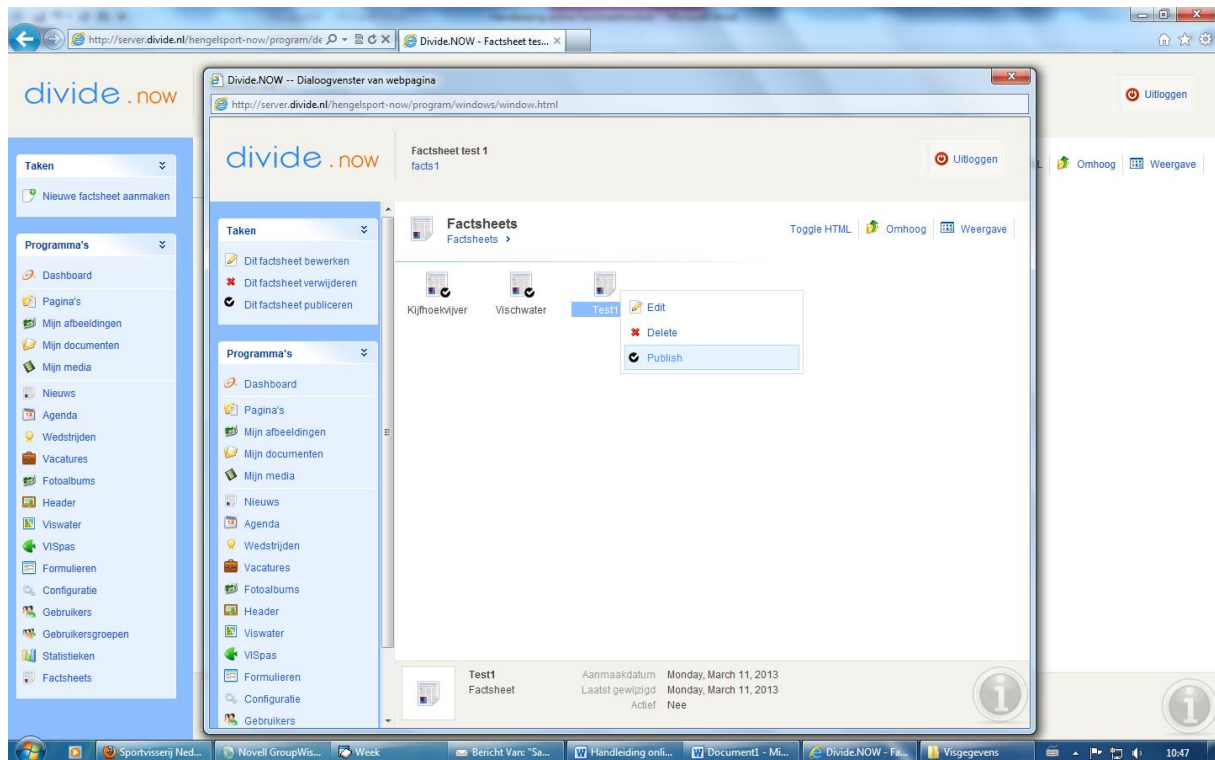 http://server.divide.nl/hengelsport-now/program/de
Divide.NOW - Factsheet tes...
divide.now
Uitloggen
Taken
Nieuwe factsheet aanmaken
Programma's
Dashboard
Pagina's
Mijn afbeeldingen
Mijn documenten
Mijn media
Nieuws
Agenda
Wedstrijden
Vacatures
Fotoalbums
Header
Viswater
VISpas
Formulieren
Configuratie
Gebruikers
Gebruikersgroepen
Statistieken
Factsheets
L Omhoog Weergave
Divide.NOW -- Dialoogvenster van webpagina
http://server.divide.nl/hengelsport-now/program/windows/window.html
divide.now
Factsheet test 1
facts1
Uitloggen
Taken
Dit factsheet bewerken
Dit factsheet verwijderen
Dit factsheet publiceren
Programma's
Dashboard
Pagina's
Mijn afbeeldingen
Mijn documenten
Mijn media
Nieuws
Agenda
Wedstrijden
Vacatures
Fotoalbums
Header
Viswater
VISpas
Formulieren
Configuratie
Gebruikers
Factsheets
Factsheets ›
Toggle HTML Omhoog Weergave
Kijfhoekvijver Vischwater Test1
Edit
Delete
Publish
Test1
Factsheet
Aanmaakdatum Monday, March 11, 2013
Laatst gewijzigd Monday, March 11, 2013
Actief Nee
Sportvisserij Ned... Novell GroupWis... Week Bericht Van: "Sa... Handleiding onli... Document1 - Mi... Divide.NOW - Fa... Visgegevens 10:47